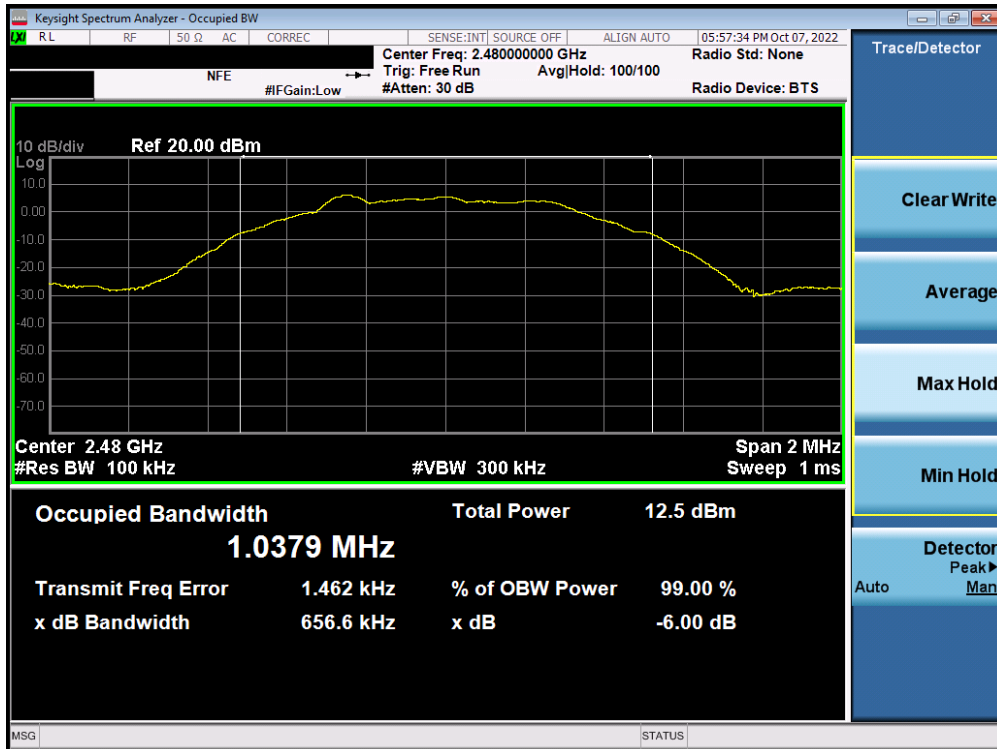 Keysight Spectrum Analyzer - Occupied BW
LXI RL RF 50 Ω AC CORREC SENSE:INT SOURCE OFF ALIGN AUTO 05:57:34 PM Oct 07, 2022
Center Freq: 2.480000000 GHz Radio Std: None
NFE Trig: Free Run Avg|Hold: 100/100
#IFGain:Low #Atten: 30 dB Radio Device: BTS
Trace/Detector
10 dB/div Ref 20.00 dBm
Log
10.0
0.00
-10.0
-20.0
-30.0
-40.0
-50.0
-60.0
-70.0
Center 2.48 GHz Span 2 MHz
#Res BW 100 kHz #VBW 300 kHz Sweep 1 ms
Occupied Bandwidth Total Power 12.5 dBm
1.0379 MHz
Transmit Freq Error 1.462 kHz % of OBW Power 99.00 %
x dB Bandwidth 656.6 kHz x dB -6.00 dB
Clear Write
Average
Max Hold
Min Hold
Detector
Peak▶
Auto Man
MSG STATUS